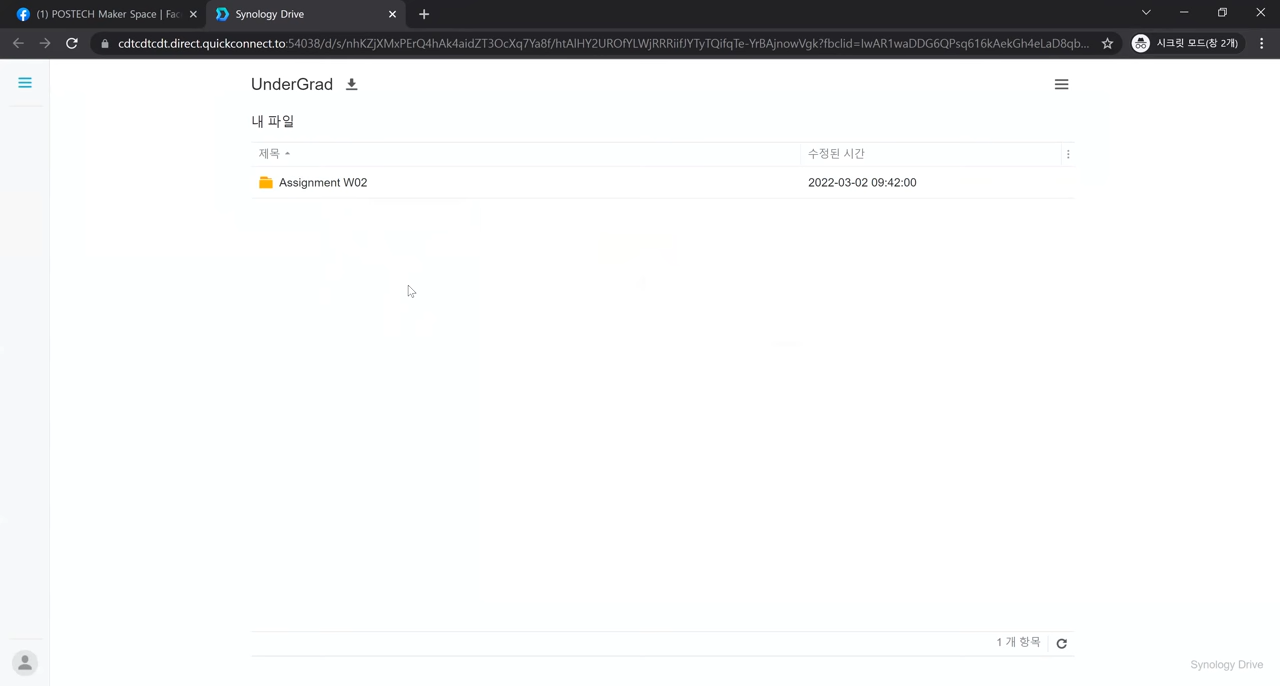 (1) POSTECH Maker Space | Fac
Synology Drive
cdtcdtcdt.direct.quickconnect.to:54038/d/s/nhKZjXMxPErQ4hAk4aidZT3OcXq7Ya8f/htAlHY2UROfYLWjRRRiifJYTyTQifqTe-YrBAjnowVgk?fbclid=IwAR1waDDG6QPsq616kAekGh4eLaD8qb...
시크릿 모드(창 2개)
UnderGrad
내 파일
제목 수정된 시간
Assignment W02 2022-03-02 09:42:00
1 개 항목
Synology Drive